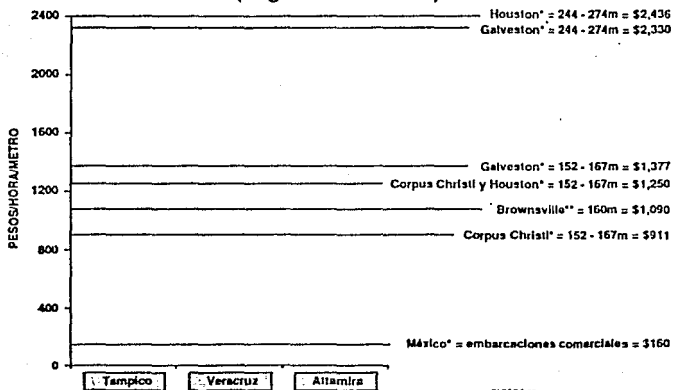 2400
Houston* = 244 - 274m = $2,436
Galveston* = 244 - 274m = $2,330
2000
1600
Galveston* = 152 - 167m = $1,377
Corpus Christi y Houston* = 152 - 167m = $1,250
1200
Brownsville** = 160m = $1,090
Corpus Christi* = 152 - 167m = $911
800
400
México* = embarcaciones comerciales = $160
0
PESOS/HORA/METRO
Tampico Veracruz Altamira